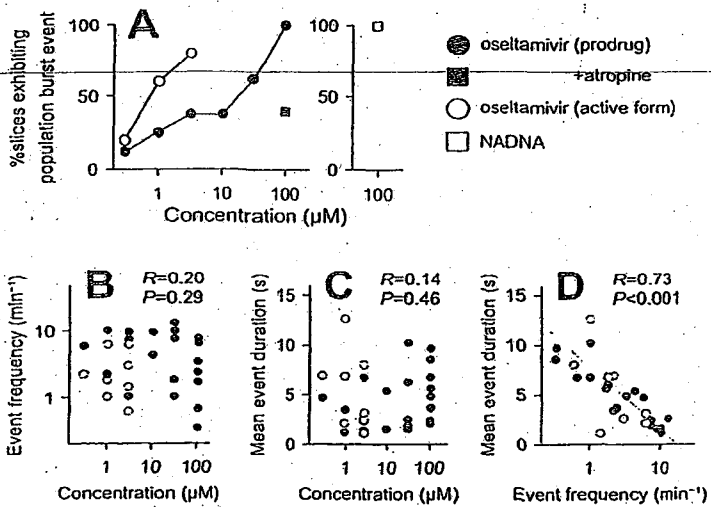 A
%slices exhibiting
population burst event
100
50
0
1
10
100
Concentration (µM)
100
50
0
100
oseltamivir (prodrug)
+atropine
oseltamivir (active form)
NADNA
B
R=0.20
P=0.29
Event frequency (min⁻¹)
10
1
1
10
100
Concentration (µM)
C
R=0.14
P=0.46
Mean event duration (s)
15
10
5
0
1
10
100
Concentration (µM)
D
R=0.73
P<0.001
Mean event duration (s)
15
10
5
0
1
10
Event frequency (min⁻¹)